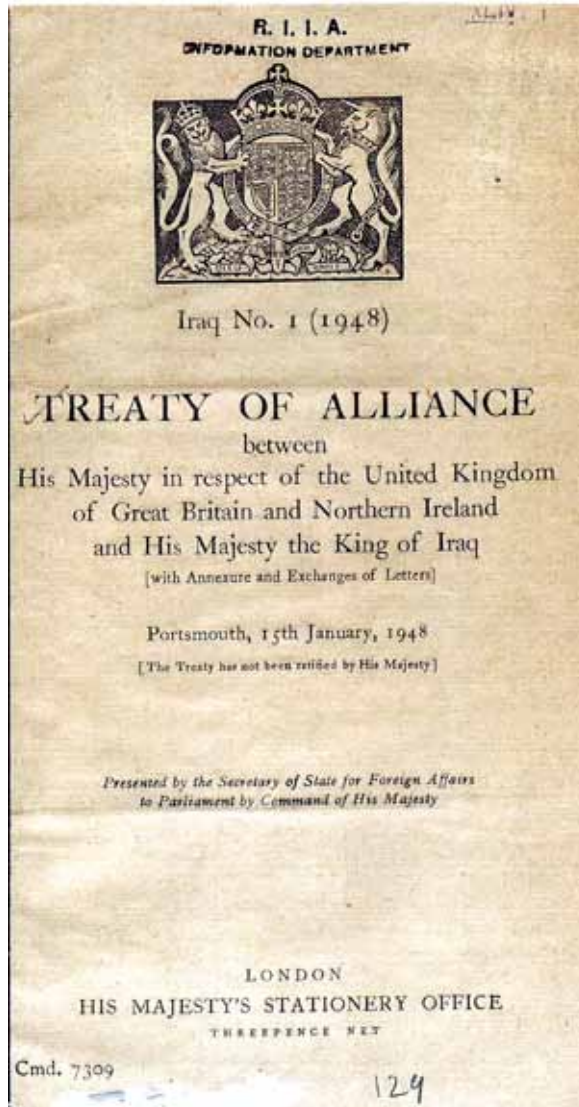 R. I. I. A.
INFORMATION DEPARTMENT
Iraq No. 1 (1948)
TREATY OF ALLIANCE
between
His Majesty in respect of the United Kingdom
of Great Britain and Northern Ireland
and His Majesty the King of Iraq
[with Annexure and Exchanges of Letters]
Portsmouth, 15th January, 1948
[The Treaty has not been ratified by His Majesty]
Presented by the Secretary of State for Foreign Affairs
to Parliament by Command of His Majesty
LONDON
HIS MAJESTY'S STATIONERY OFFICE
THREEPENCE NET
Cmd. 7309
129